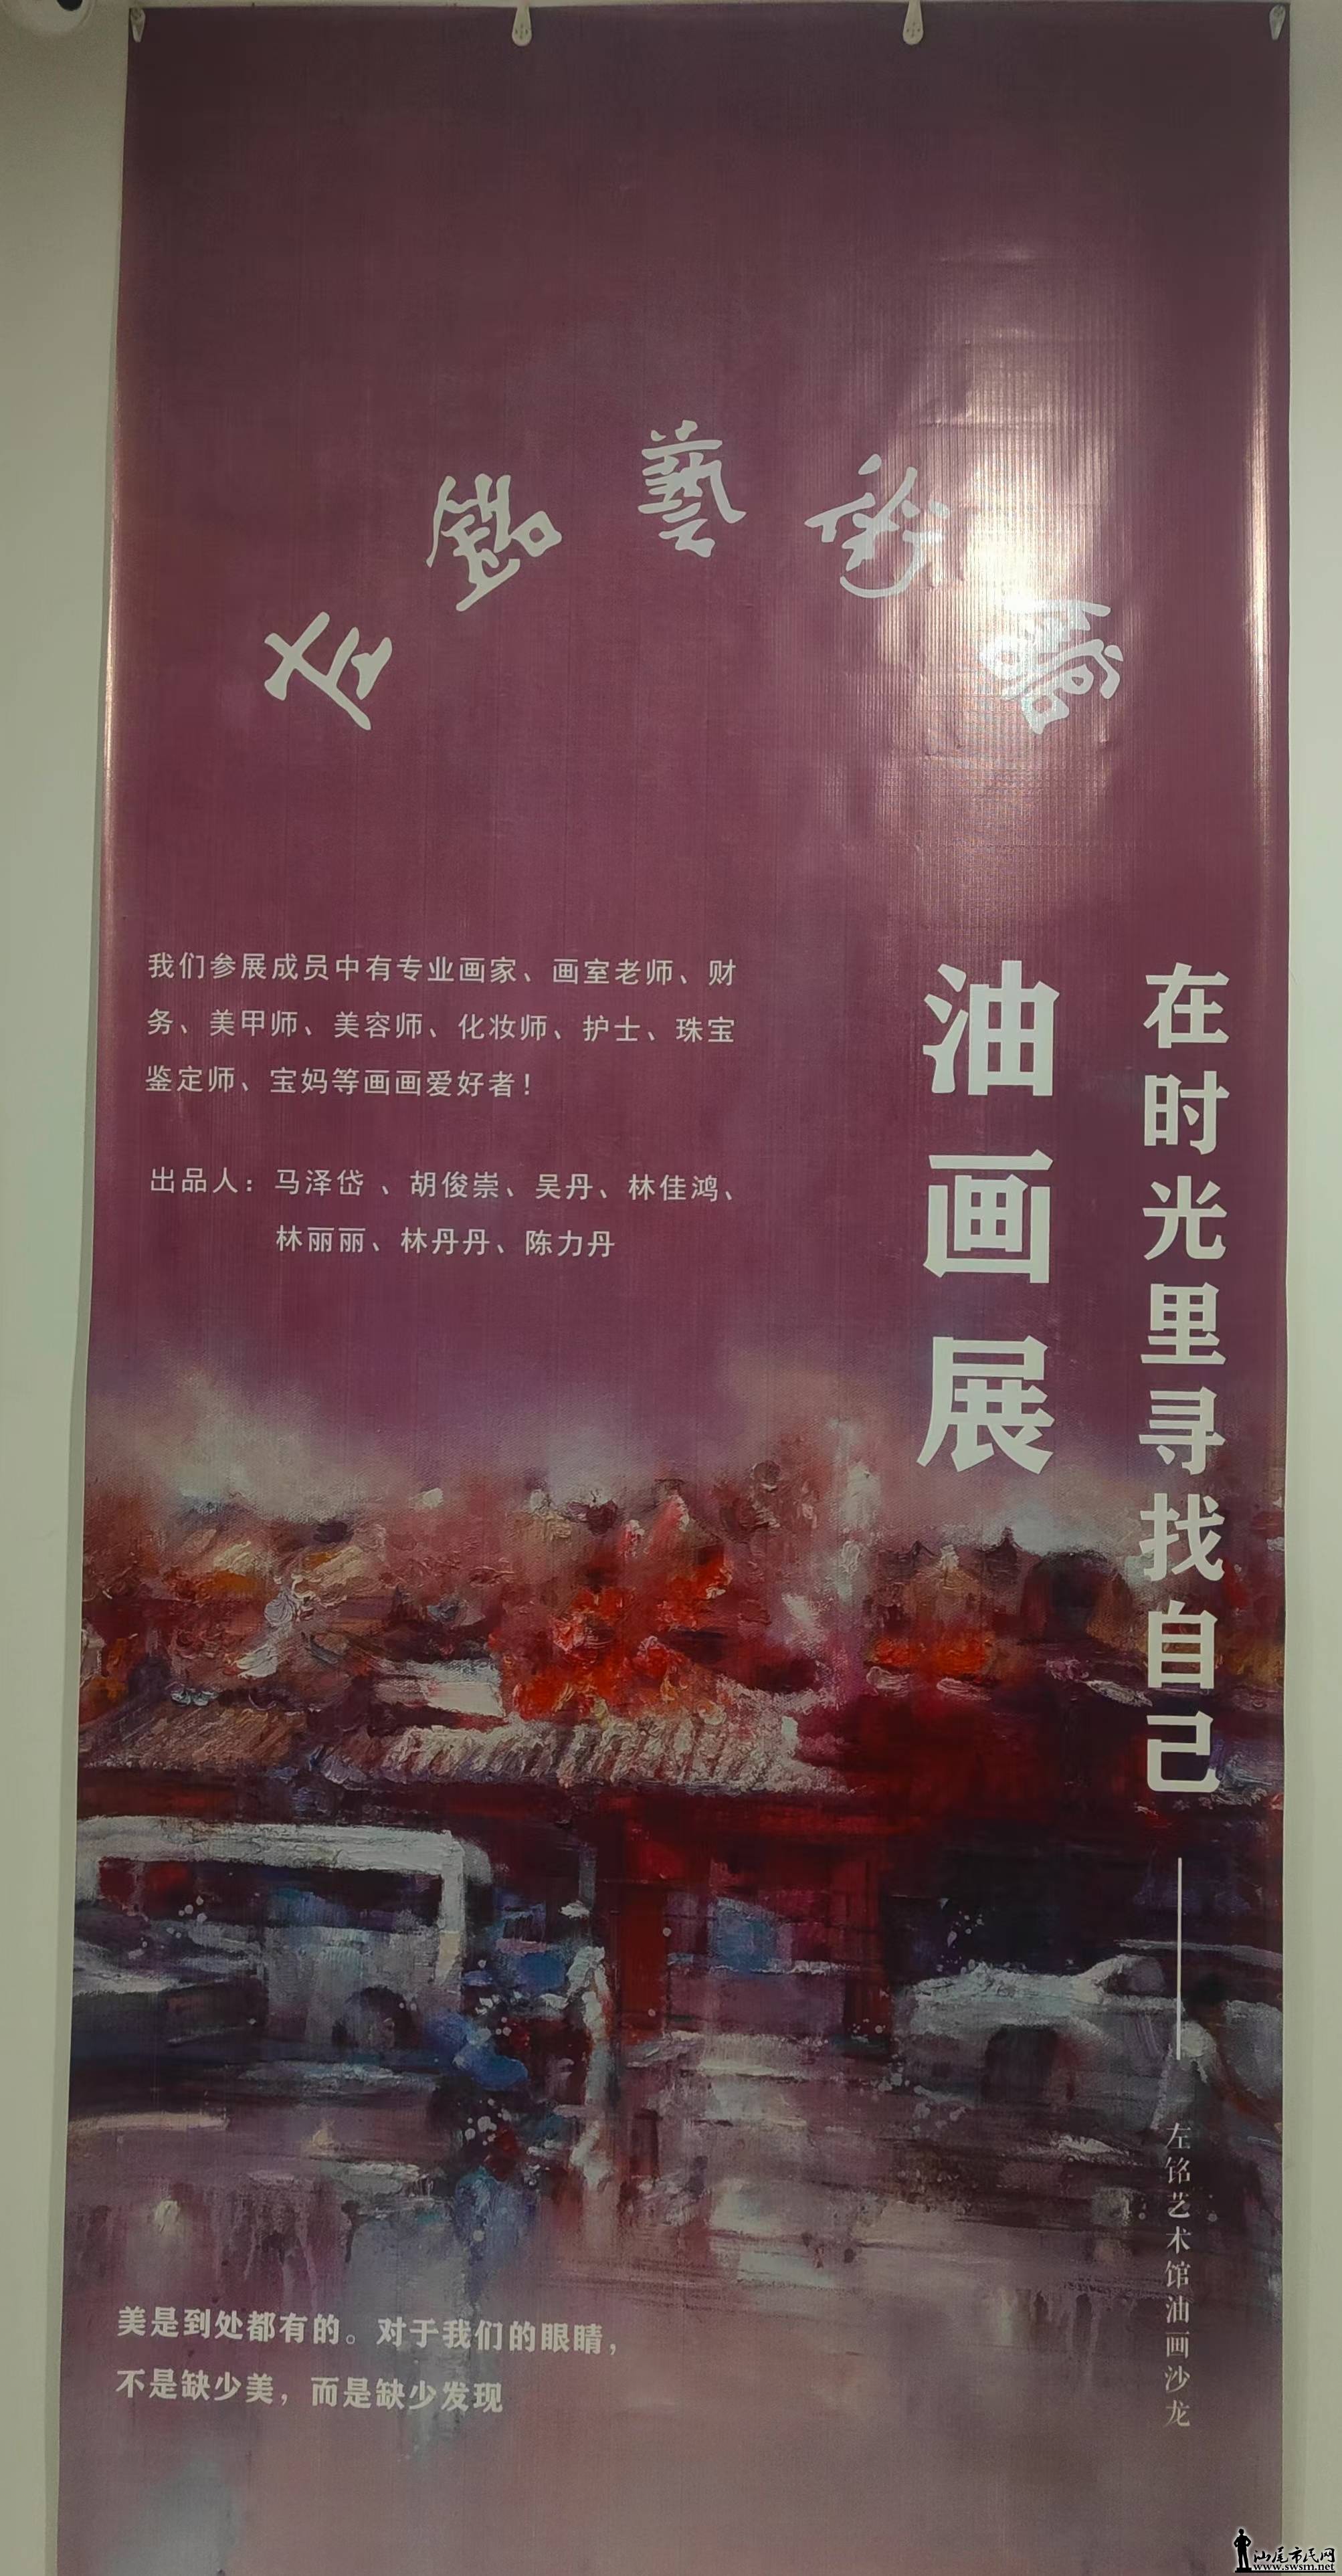 左銘藝術館
在时光里寻找自己——
左铭艺术馆油画沙龙
油画展
我们参展成员中有专业画家、画室老师、财
务、美甲师、美容师、化妆师、护士、珠宝
鉴定师、宝妈等画画爱好者！
出品人：马泽岱 、胡俊崇、吴丹、林佳鸿、
林丽丽、林丹丹、陈力丹
美是到处都有的。对于我们的眼睛，
不是缺少美，而是缺少发现
汕尾市民网
www.swsm.net